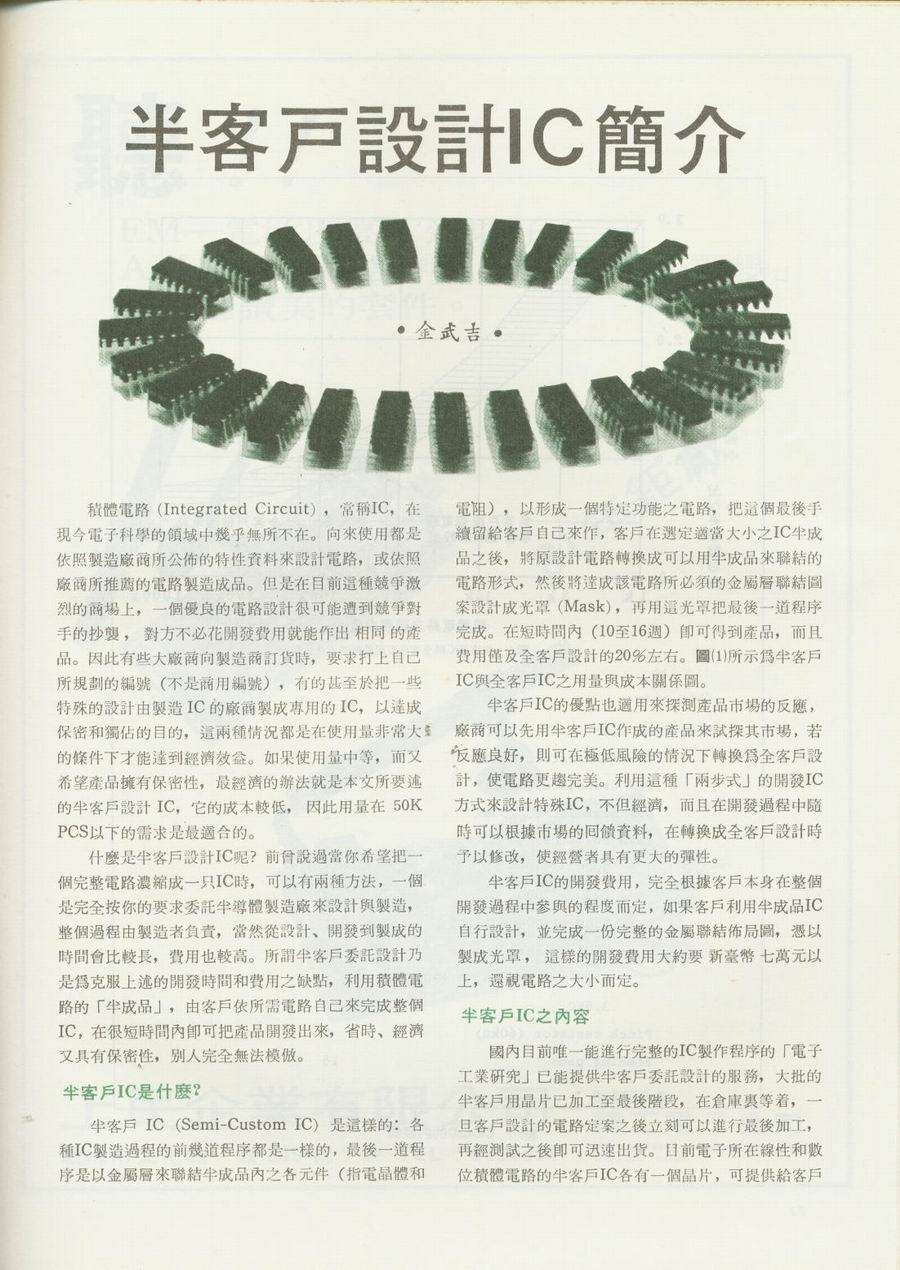 半客戸設計IC簡介
•金武吉•
積體電路 (Integrated Circuit)，常稱IC，在
現今電子科學的領域中幾乎無所不在。向來使用都是
依照製造廠商所公佈的特性資料來設計電路，或依照
廠商所推薦的電路製造成品。但是在目前這種競爭激
烈的商場上，一個優良的電路設計很可能遭到競爭對
手的抄襲，對方不必花開發費用就能作出相同的產
品。因此有些大廠商向製造商訂貨時，要求打上自己
所規劃的編號（不是商用編號），有的甚至於把一些
特殊的設計由製造 IC 的廠商製成專用的 IC，以達成
保密和獨佔的目的，這兩種情況都是在使用量非常大
的條件下才能達到經濟效益。如果使用量中等，而又
希望產品擁有保密性，最經濟的辦法就是本文所要述
的半客戶設計 IC，它的成本較低，因此用量在 50K
PCS以下的需求是最適合的。
什麼是半客戶設計IC呢？前曾說過當你希望把一
個完整電路濃縮成一只IC時，可以有兩種方法，一個
是完全按你的要求委託半導體製造廠來設計與製造，
整個過程由製造者負責，當然從設計、開發到製成的
時間會比較長，費用也較高。所謂半客戶委託設計乃
是爲克服上述的開發時間和費用之缺點，利用積體電
路的「半成品」，由客戶依所需電路自己來完成整個
IC，在很短時間內即可把產品開發出來，省時、經濟
又具有保密性，別人完全無法模倣。
半客戶IC是什麼？
半客戶 IC (Semi-Custom IC) 是這樣的：各
種IC製造過程的前幾道程序都是一樣的，最後一道程
序是以金屬層來聯結半成品內之各元件（指電晶體和
電阻），以形成一個特定功能之電路，把這個最後手
續留給客戶自己來作，客戶在選定適當大小之IC半成
品之後，將原設計電路轉換成可以用半成品來聯結的
電路形式，然後將達成該電路所必須的金屬層聯結圖
案設計成光罩 (Mask)，再用這光罩把最後一道程序
完成。在短時間內（10至16週）即可得到產品，而且
費用僅及全客戶設計的20%左右。圖(1)所示爲半客戶
IC與全客戶IC之用量與成本關係圖。
半客戶IC的優點也適用來探測產品市場的反應，
廠商可以先用半客戶IC作成的產品來試探其市場，若
反應良好，則可在極低風險的情況下轉換爲全客戶設
計，使電路更趨完美。利用這種「兩步式」的開發IC
方式來設計特殊IC，不但經濟，而且在開發過程中隨
時可以根據市場的回饋資料，在轉換成全客戶設計時
予以修改，使經營者具有更大的彈性。
半客戶IC的開發費用，完全根據客戶本身在整個
開發過程中參與的程度而定，如果客戶利用半成品IC
自行設計，並完成一份完整的金屬聯結佈局圖，憑以
製成光罩，這樣的開發費用大約要新臺幣七萬元以
上，還視電路之大小而定。
半客戶IC之內容
國內目前唯一能進行完整的IC製作程序的「電子
工業研究」已能提供半客戶委託設計的服務，大批的
半客戶用晶片已加工至最後階段，在倉庫裏等着，一
旦客戶設計的電路定案之後立刻可以進行最後加工，
再經測試之後即可迅速出貨。目前電子所在線性和數
位積體電路的半客戶IC各有一個晶片，可提供給客戶